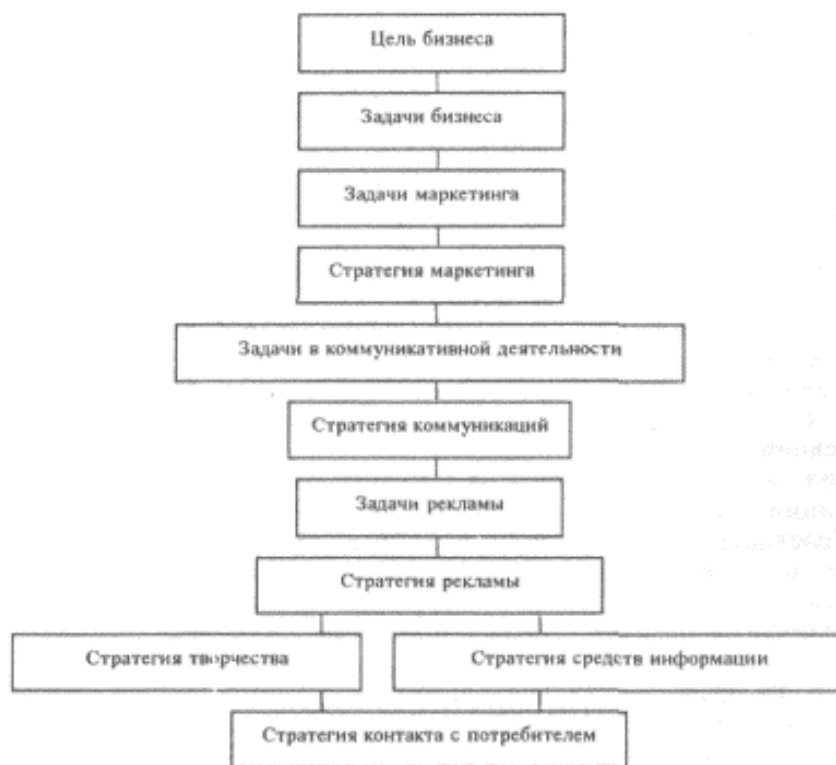 Цель бизнеса
Задачи бизнеса
Задачи маркетинга
Стратегия маркетинга
Задачи в коммуникативной деятельности
Стратегия коммуникаций
Задачи рекламы
Стратегия рекламы
Стратегия творчества
Стратегия средств информации
Стратегия контакта с потребителем